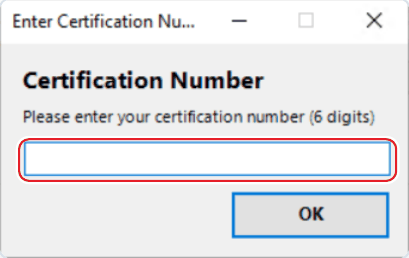 Enter Certification Nu...
Certification Number
Please enter your certification number (6 digits)
OK